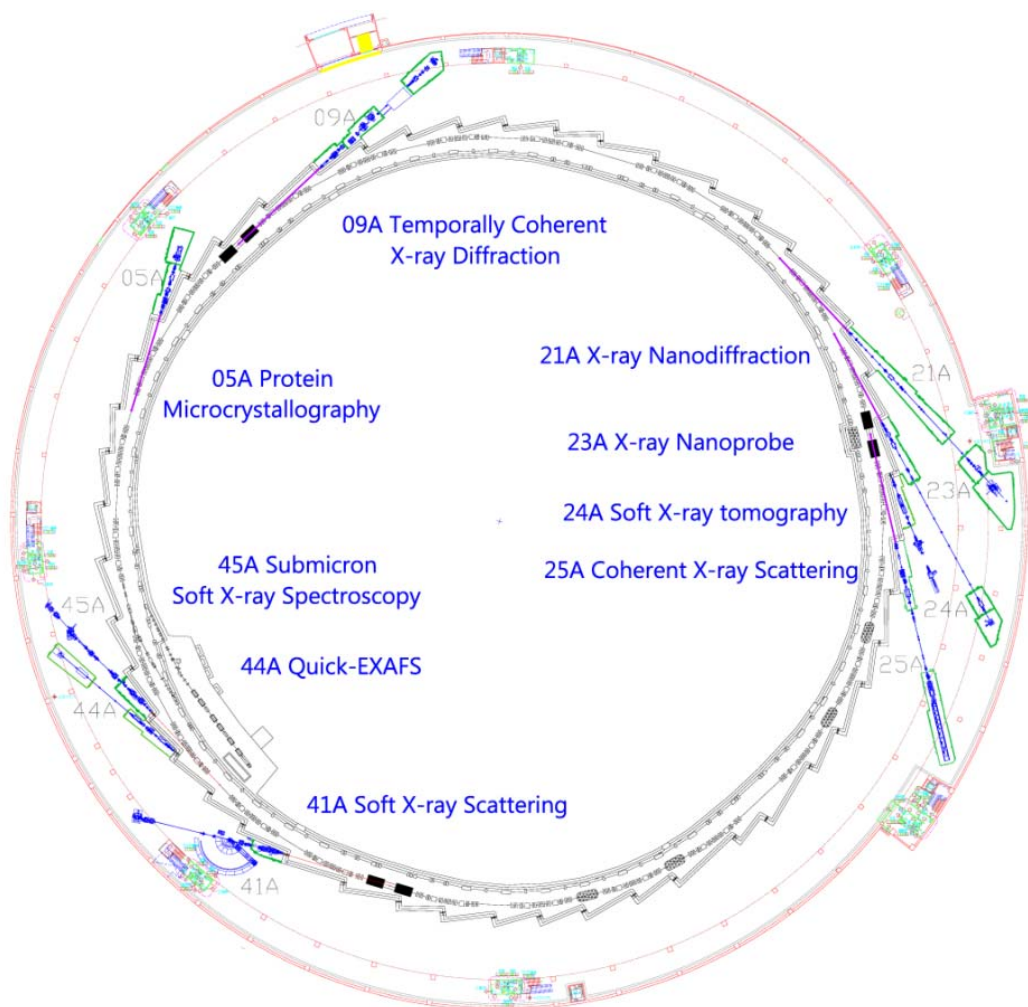 09A
09A Temporally Coherent
X-ray Diffraction
05A
21A X-ray Nanodiffraction
21A
05A Protein
Microcrystallography
23A X-ray Nanoprobe
23A
24A Soft X-ray tomography
45A Submicron
Soft X-ray Spectroscopy
25A Coherent X-ray Scattering
45A
24A
44A Quick-EXAFS
25A
44A
41A Soft X-ray Scattering
41A